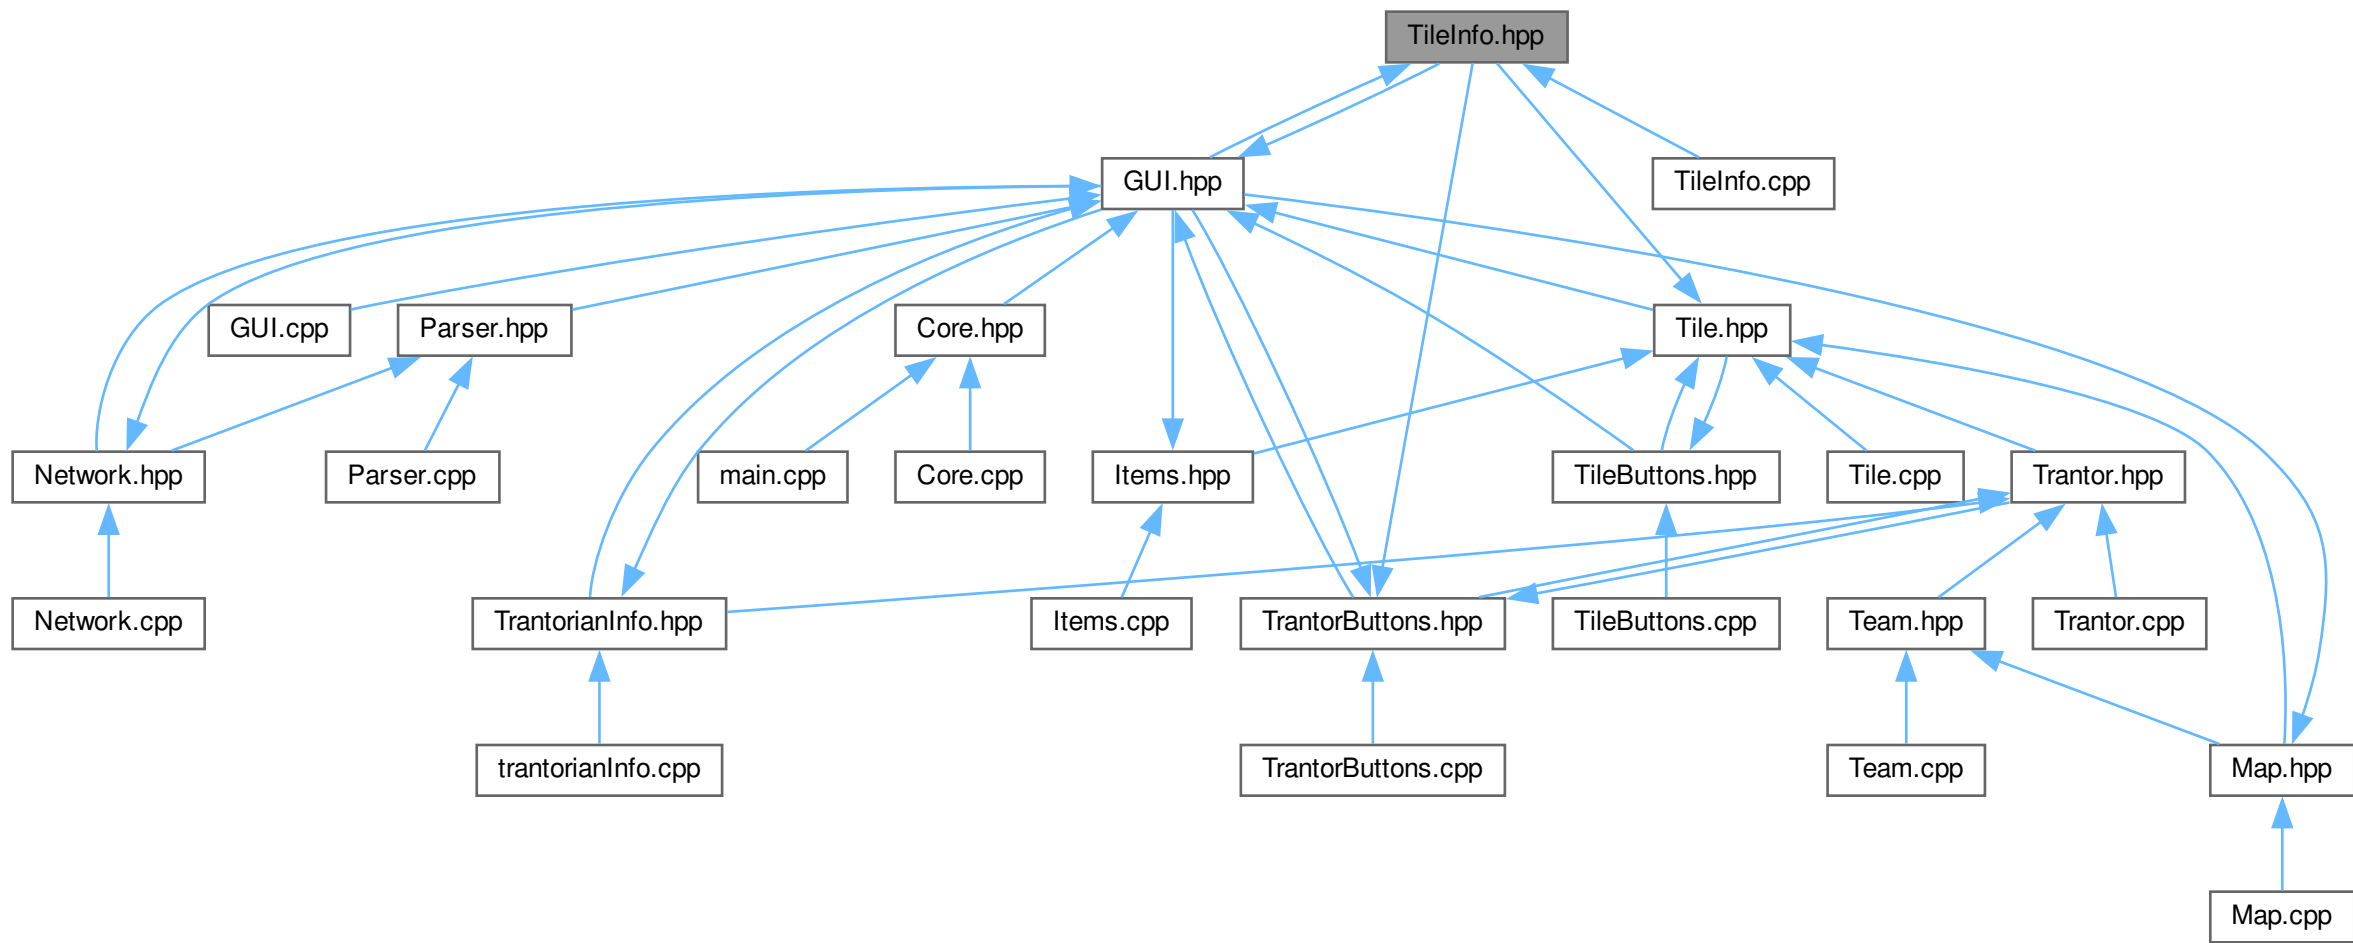 TileInfo.hpp
GUI.hpp
TileInfo.cpp
GUI.cpp
Parser.hpp
Core.hpp
Tile.hpp
Network.hpp
Parser.cpp
main.cpp
Core.cpp
Items.hpp
TileButtons.hpp
Tile.cpp
Trantor.hpp
Network.cpp
TrantorianInfo.hpp
Items.cpp
TrantorButtons.hpp
TileButtons.cpp
Team.hpp
Trantor.cpp
trantorianInfo.cpp
TrantorButtons.cpp
Team.cpp
Map.hpp
Map.cpp